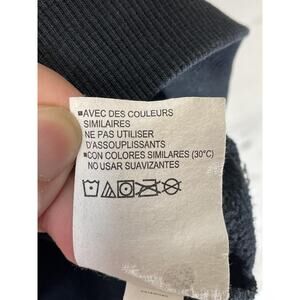 ■AVEC DES COULEURS
SIMILAIRES
NE PAS UTILISER
D'ASSOUPLISSANTS
■CON COLORES SIMILARES (30°C)
NO USAR SUAVIZANTES